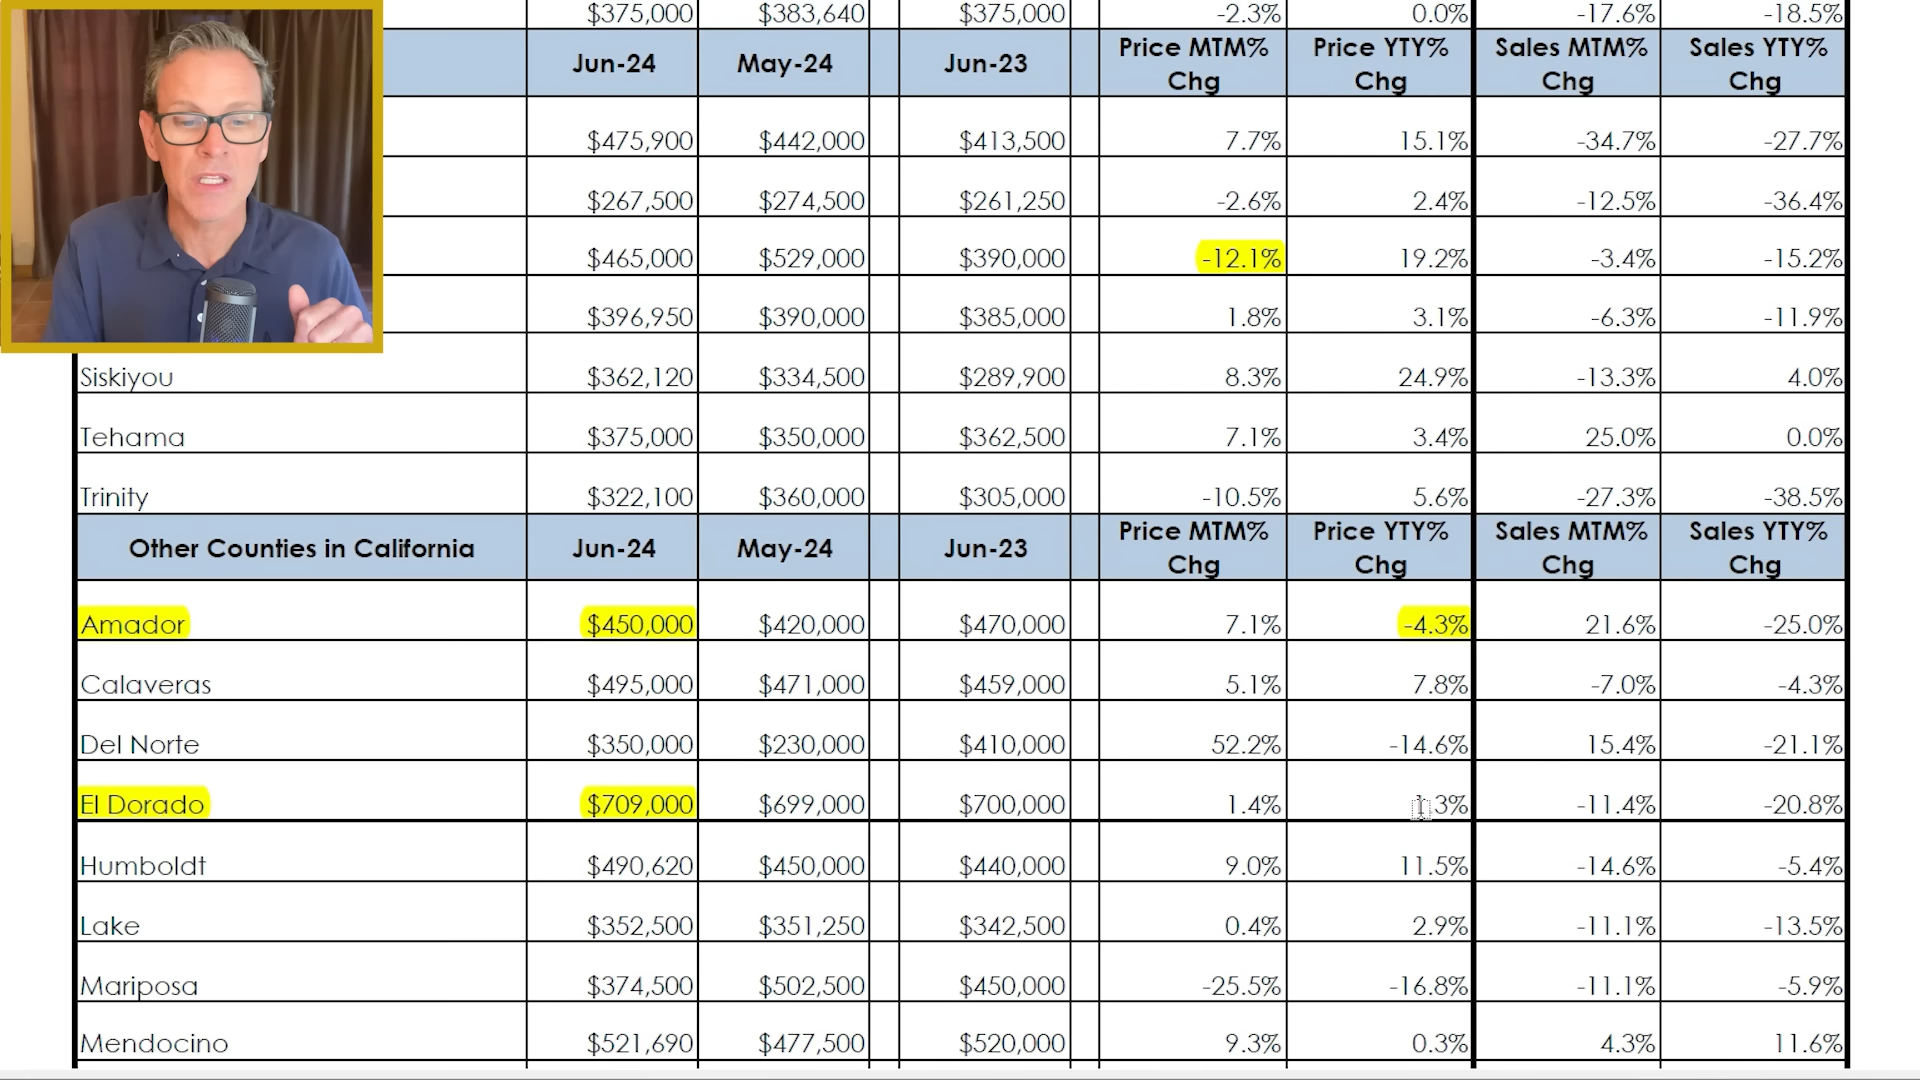 $375,000 $383,640 $375,000 -2.3% 0.0% -17.6% -18.5%
Jun-24 May-24 Jun-23 Price MTM% Chg Price YTY% Chg Sales MTM% Chg Sales YTY% Chg
$475,900 $442,000 $413,500 7.7% 15.1% -34.7% -27.7%
$267,500 $274,500 $261,250 -2.6% 2.4% -12.5% -36.4%
$465,000 $529,000 $390,000 -12.1% 19.2% -3.4% -15.2%
$396,950 $390,000 $385,000 1.8% 3.1% -6.3% -11.9%
Siskiyou $362,120 $334,500 $289,900 8.3% 24.9% -13.3% 4.0%
Tehama $375,000 $350,000 $362,500 7.1% 3.4% 25.0% 0.0%
Trinity $322,100 $360,000 $305,000 -10.5% 5.6% -27.3% -38.5%
Other Counties in California Jun-24 May-24 Jun-23 Price MTM% Chg Price YTY% Chg Sales MTM% Chg Sales YTY% Chg
Amador $450,000 $420,000 $470,000 7.1% -4.3% 21.6% -25.0%
Calaveras $495,000 $471,000 $459,000 5.1% 7.8% -7.0% -4.3%
Del Norte $350,000 $230,000 $410,000 52.2% -14.6% 15.4% -21.1%
El Dorado $709,000 $699,000 $700,000 1.4% 1.3% -11.4% -20.8%
Humboldt $490,620 $450,000 $440,000 9.0% 11.5% -14.6% -5.4%
Lake $352,500 $351,250 $342,500 0.4% 2.9% -11.1% -13.5%
Mariposa $374,500 $502,500 $450,000 -25.5% -16.8% -11.1% -5.9%
Mendocino $521,690 $477,500 $520,000 9.3% 0.3% 4.3% 11.6%